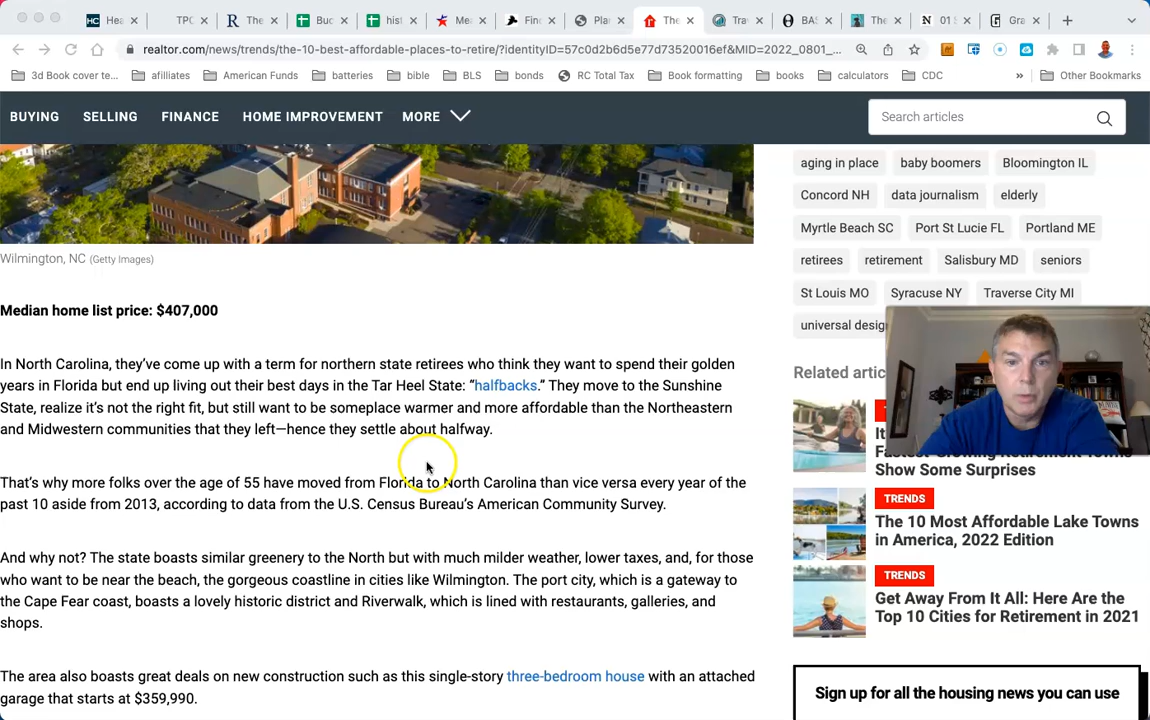 Hea
TPC
The
Buc
hist
Me
Fin
Pla
The
Tra
BAS
The
01 S
Gra
realtor.com/news/trends/the-10-best-affordable-places-to-retire/?identityID=57c0d2b6d5e77d73520016ef&MID=2022_0801_...
3d Book cover te...
afilliates
American Funds
batteries
bible
BLS
bonds
RC Total Tax
Book formatting
books
calculators
CDC
»
Other Bookmarks
BUYING
SELLING
FINANCE
HOME IMPROVEMENT
MORE
Search articles
Wilmington, NC (Getty Images)
Median home list price: $407,000
In North Carolina, they've come up with a term for northern state retirees who think they want to spend their golden
years in Florida but end up living out their best days in the Tar Heel State: "halfbacks." They move to the Sunshine
State, realize it's not the right fit, but still want to be someplace warmer and more affordable than the Northeastern
and Midwestern communities that they left—hence they settle about halfway.
That's why more folks over the age of 55 have moved from Florida to North Carolina than vice versa every year of the
past 10 aside from 2013, according to data from the U.S. Census Bureau's American Community Survey.
And why not? The state boasts similar greenery to the North but with much milder weather, lower taxes, and, for those
who want to be near the beach, the gorgeous coastline in cities like Wilmington. The port city, which is a gateway to
the Cape Fear coast, boasts a lovely historic district and Riverwalk, which is lined with restaurants, galleries, and
shops.
The area also boasts great deals on new construction such as this single-story three-bedroom house with an attached
garage that starts at $359,990.
aging in place
baby boomers
Bloomington IL
Concord NH
data journalism
elderly
Myrtle Beach SC
Port St Lucie FL
Portland ME
retirees
retirement
Salisbury MD
seniors
St Louis MO
Syracuse NY
Traverse City MI
universal desig
Related artic
Show Some Surprises
TRENDS
The 10 Most Affordable Lake Towns
in America, 2022 Edition
TRENDS
Get Away From It All: Here Are the
Top 10 Cities for Retirement in 2021
Sign up for all the housing news you can use